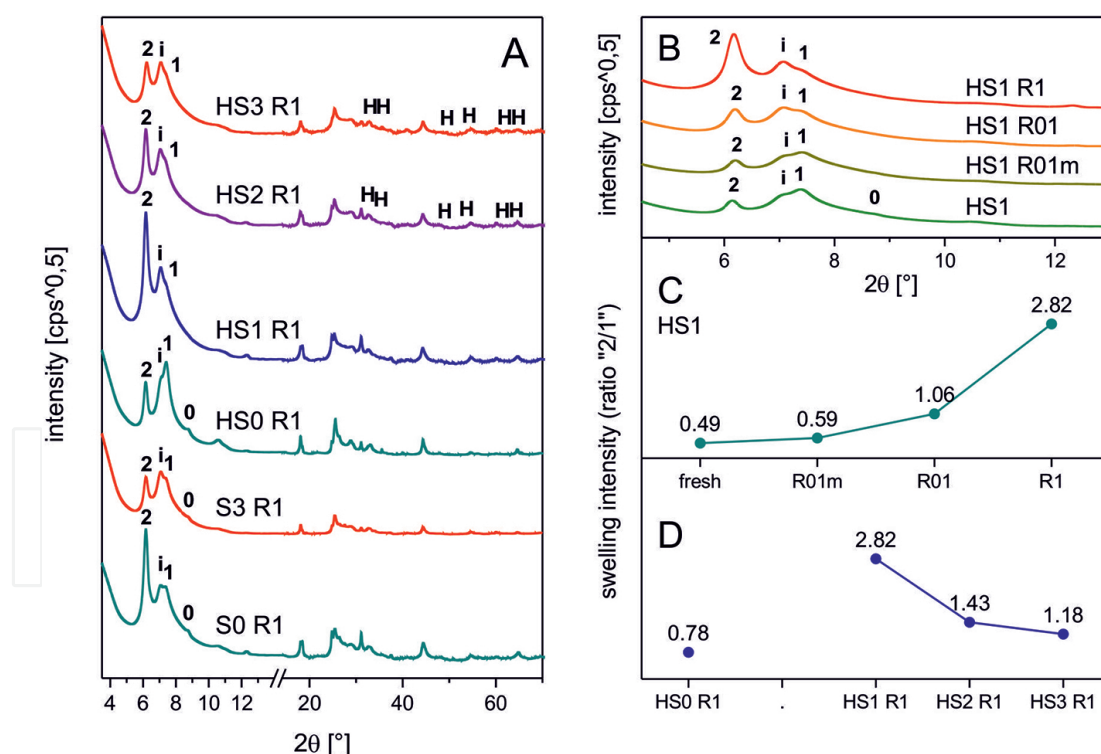 A
2 i 1
HS3 R1
HH
H H HH
2 i 1
HS2 R1
HH
H H HH
2
i 1
HS1 R1
2 i 1
0
HS0 R1
2 i 1
0
S3 R1
2
i 1
0
S0 R1
intensity [cps^0,5]
4 6 8 10 12 20 40 60
2θ [°]
B
2 i 1
HS1 R1
2 i 1
HS1 R01
2 i 1
HS1 R01m
2 i 1 0
HS1
intensity [cps^0,5]
6 8 10 12
2θ [°]
C
HS1
2.82
1.06
0.59
0.49
fresh R01m R01 R1
swelling intensity (ratio "2/1")
D
2.82
1.43
1.18
0.78
HS0 R1 . HS1 R1 HS2 R1 HS3 R1